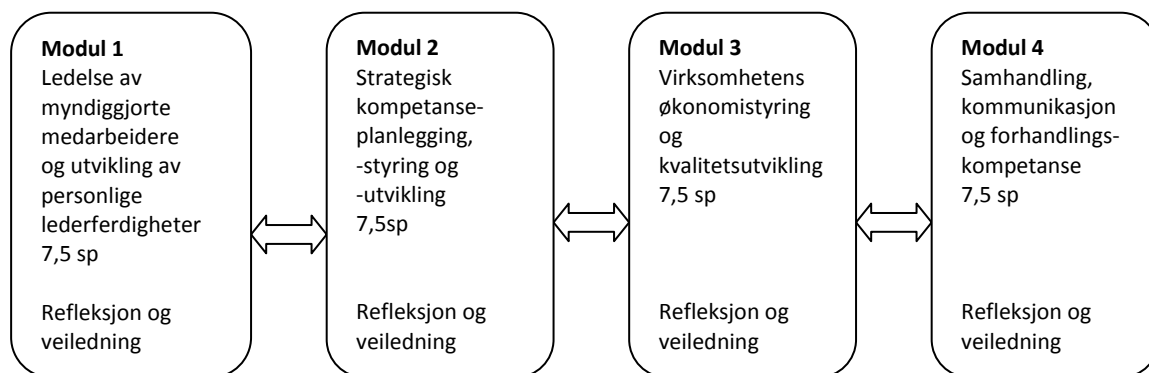 Modul 1
Ledelse av
myndiggjorte
medarbeidere
og utvikling av
personlige
lederferdigheter
7,5 sp
Refleksjon og
veiledning
Modul 2
Strategisk
kompetanse-
planlegging,
-styring og
-utvikling
7,5sp
Refleksjon og
veiledning
Modul 3
Virksomhetens
økonomistyring
og
kvalitetsutvikling
7,5 sp
Refleksjon og
veiledning
Modul 4
Samhandling,
kommunikasjon
og forhandlings-
kompetanse
7,5 sp
Refleksjon og
veiledning